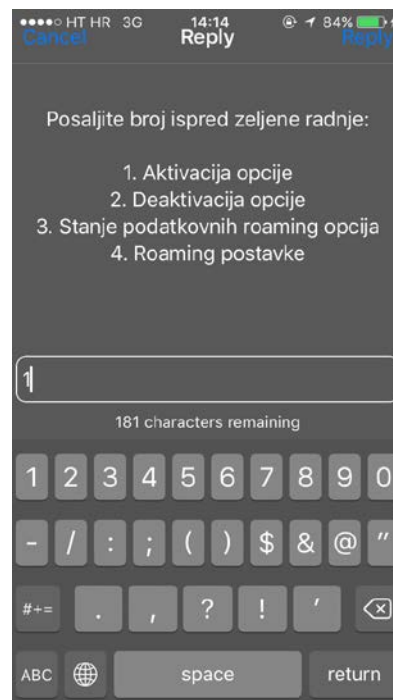 HT HR 3G 14:14 84%
Cancel Reply Reply
Posaljite broj ispred zeljene radnje:
1. Aktivacija opcije
2. Deaktivacija opcije
3. Stanje podatkovnih roaming opcija
4. Roaming postavke
1
181 characters remaining
1 2 3 4 5 6 7 8 9 0
- / : ; ( ) $ & @ "
#+= . , ? ! '
ABC space return